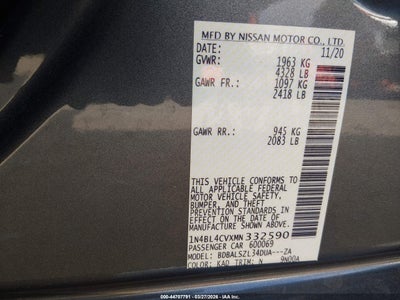 MFD BY NISSAN MOTOR CO., LTD.
DATE: 11/20
GVWR: 1963 KG
4328 LB
GAWR FR: 1097 KG
2418 LB
GAWR RR: 945 KG
2083 LB
THIS VEHICLE CONFORMS TO
ALL APPLICABLE FEDERAL
MOTOR VEHICLE SAFETY,
BUMPER, AND THEFT
PREVENTION STANDARDS IN
EFFECT ON THE DATE OF
MANUFACTURE SHOWN ABOVE.
1N4BL4CVXMN332590
PASSENGER CAR 600069
MODEL: BDBALSZL34DUA---ZA
COLOR: KAD TRIM: N 9N00A
000-44707791 - 03/27/2026 - IAA